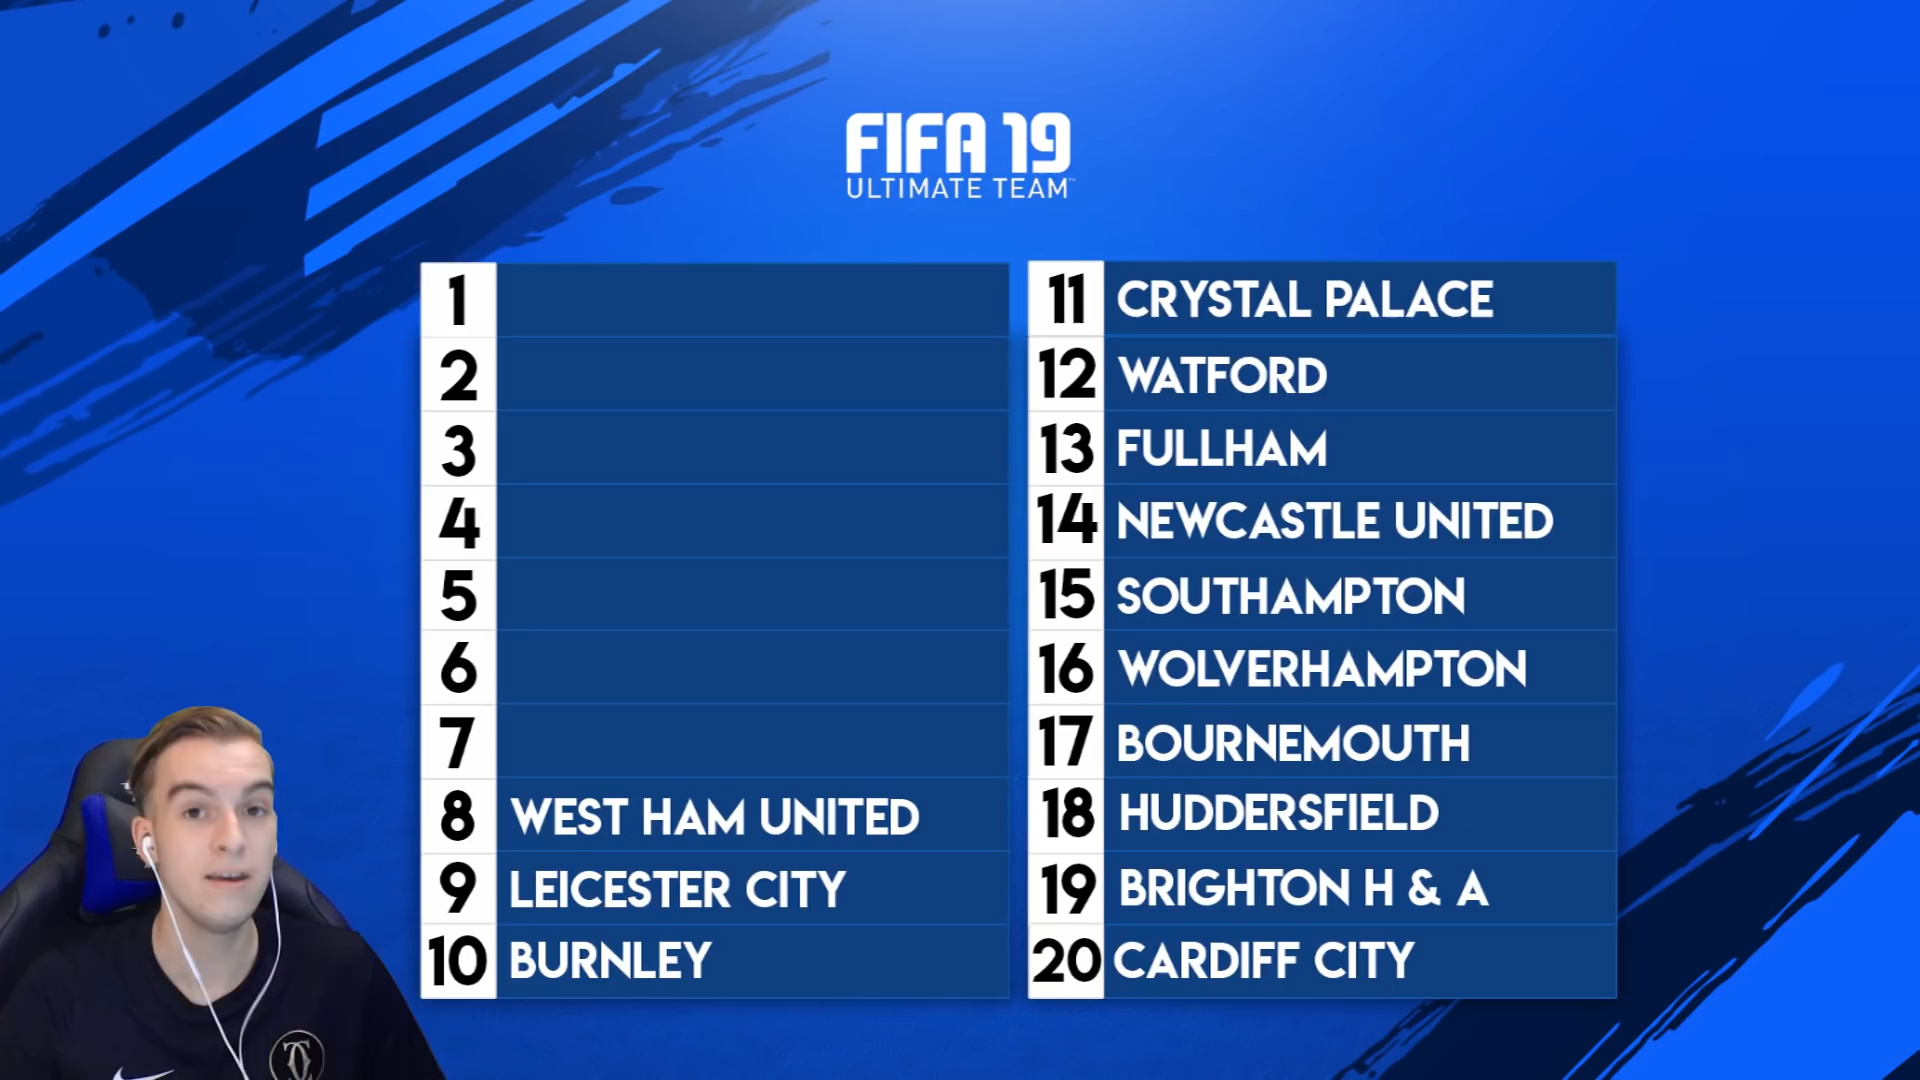 FIFA 19
ULTIMATE TEAM™
1
2
3
4
5
6
7
8 WEST HAM UNITED
9 LEICESTER CITY
10 BURNLEY
11 CRYSTAL PALACE
12 WATFORD
13 FULLHAM
14 NEWCASTLE UNITED
15 SOUTHAMPTON
16 WOLVERHAMPTON
17 BOURNEMOUTH
18 HUDDERSFIELD
19 BRIGHTON H & A
20 CARDIFF CITY